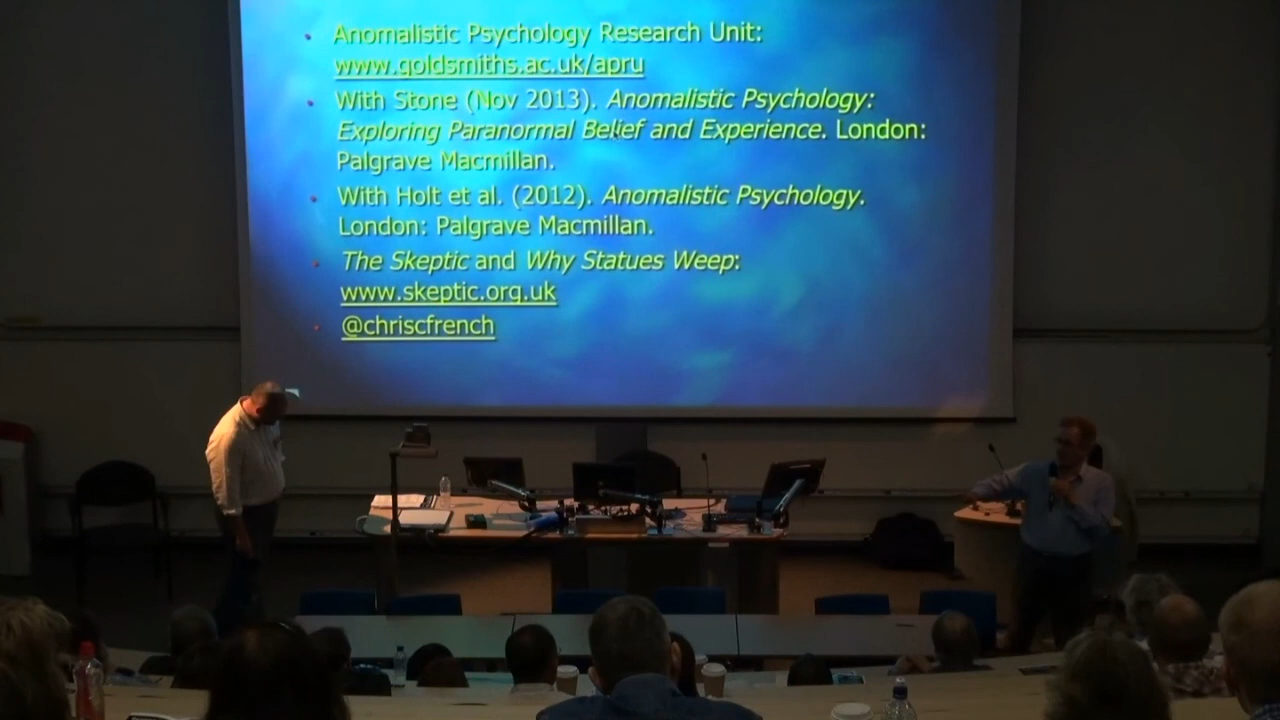 Anomalistic Psychology Research Unit:
www.goldsmiths.ac.uk/apru
With Stone (Nov 2013). Anomalistic Psychology:
Exploring Paranormal Belief and Experience. London:
Palgrave Macmillan.
With Holt et al. (2012). Anomalistic Psychology.
London: Palgrave Macmillan.
The Skeptic and Why Statues Weep:
www.skeptic.org.uk
@chriscfrench